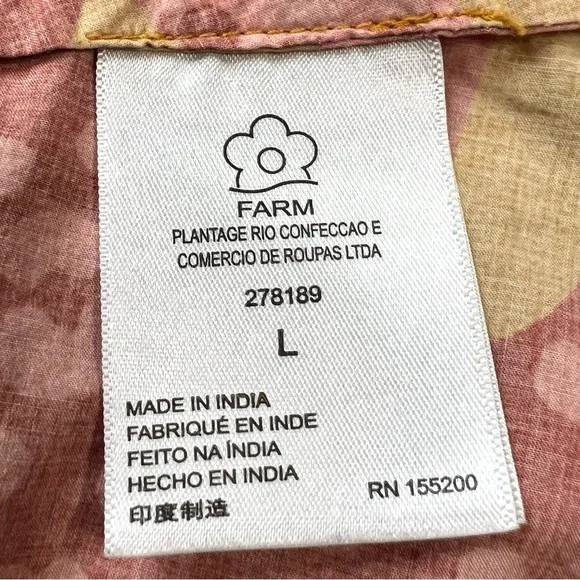 FARM
PLANTAGE RIO CONFECCAO E
COMERCIO DE ROUPAS LTDA
278189
L
MADE IN INDIA
FABRIQUÉ EN INDE
FEITO NA ÍNDIA
HECHO EN INDIA
印度制造
RN 155200